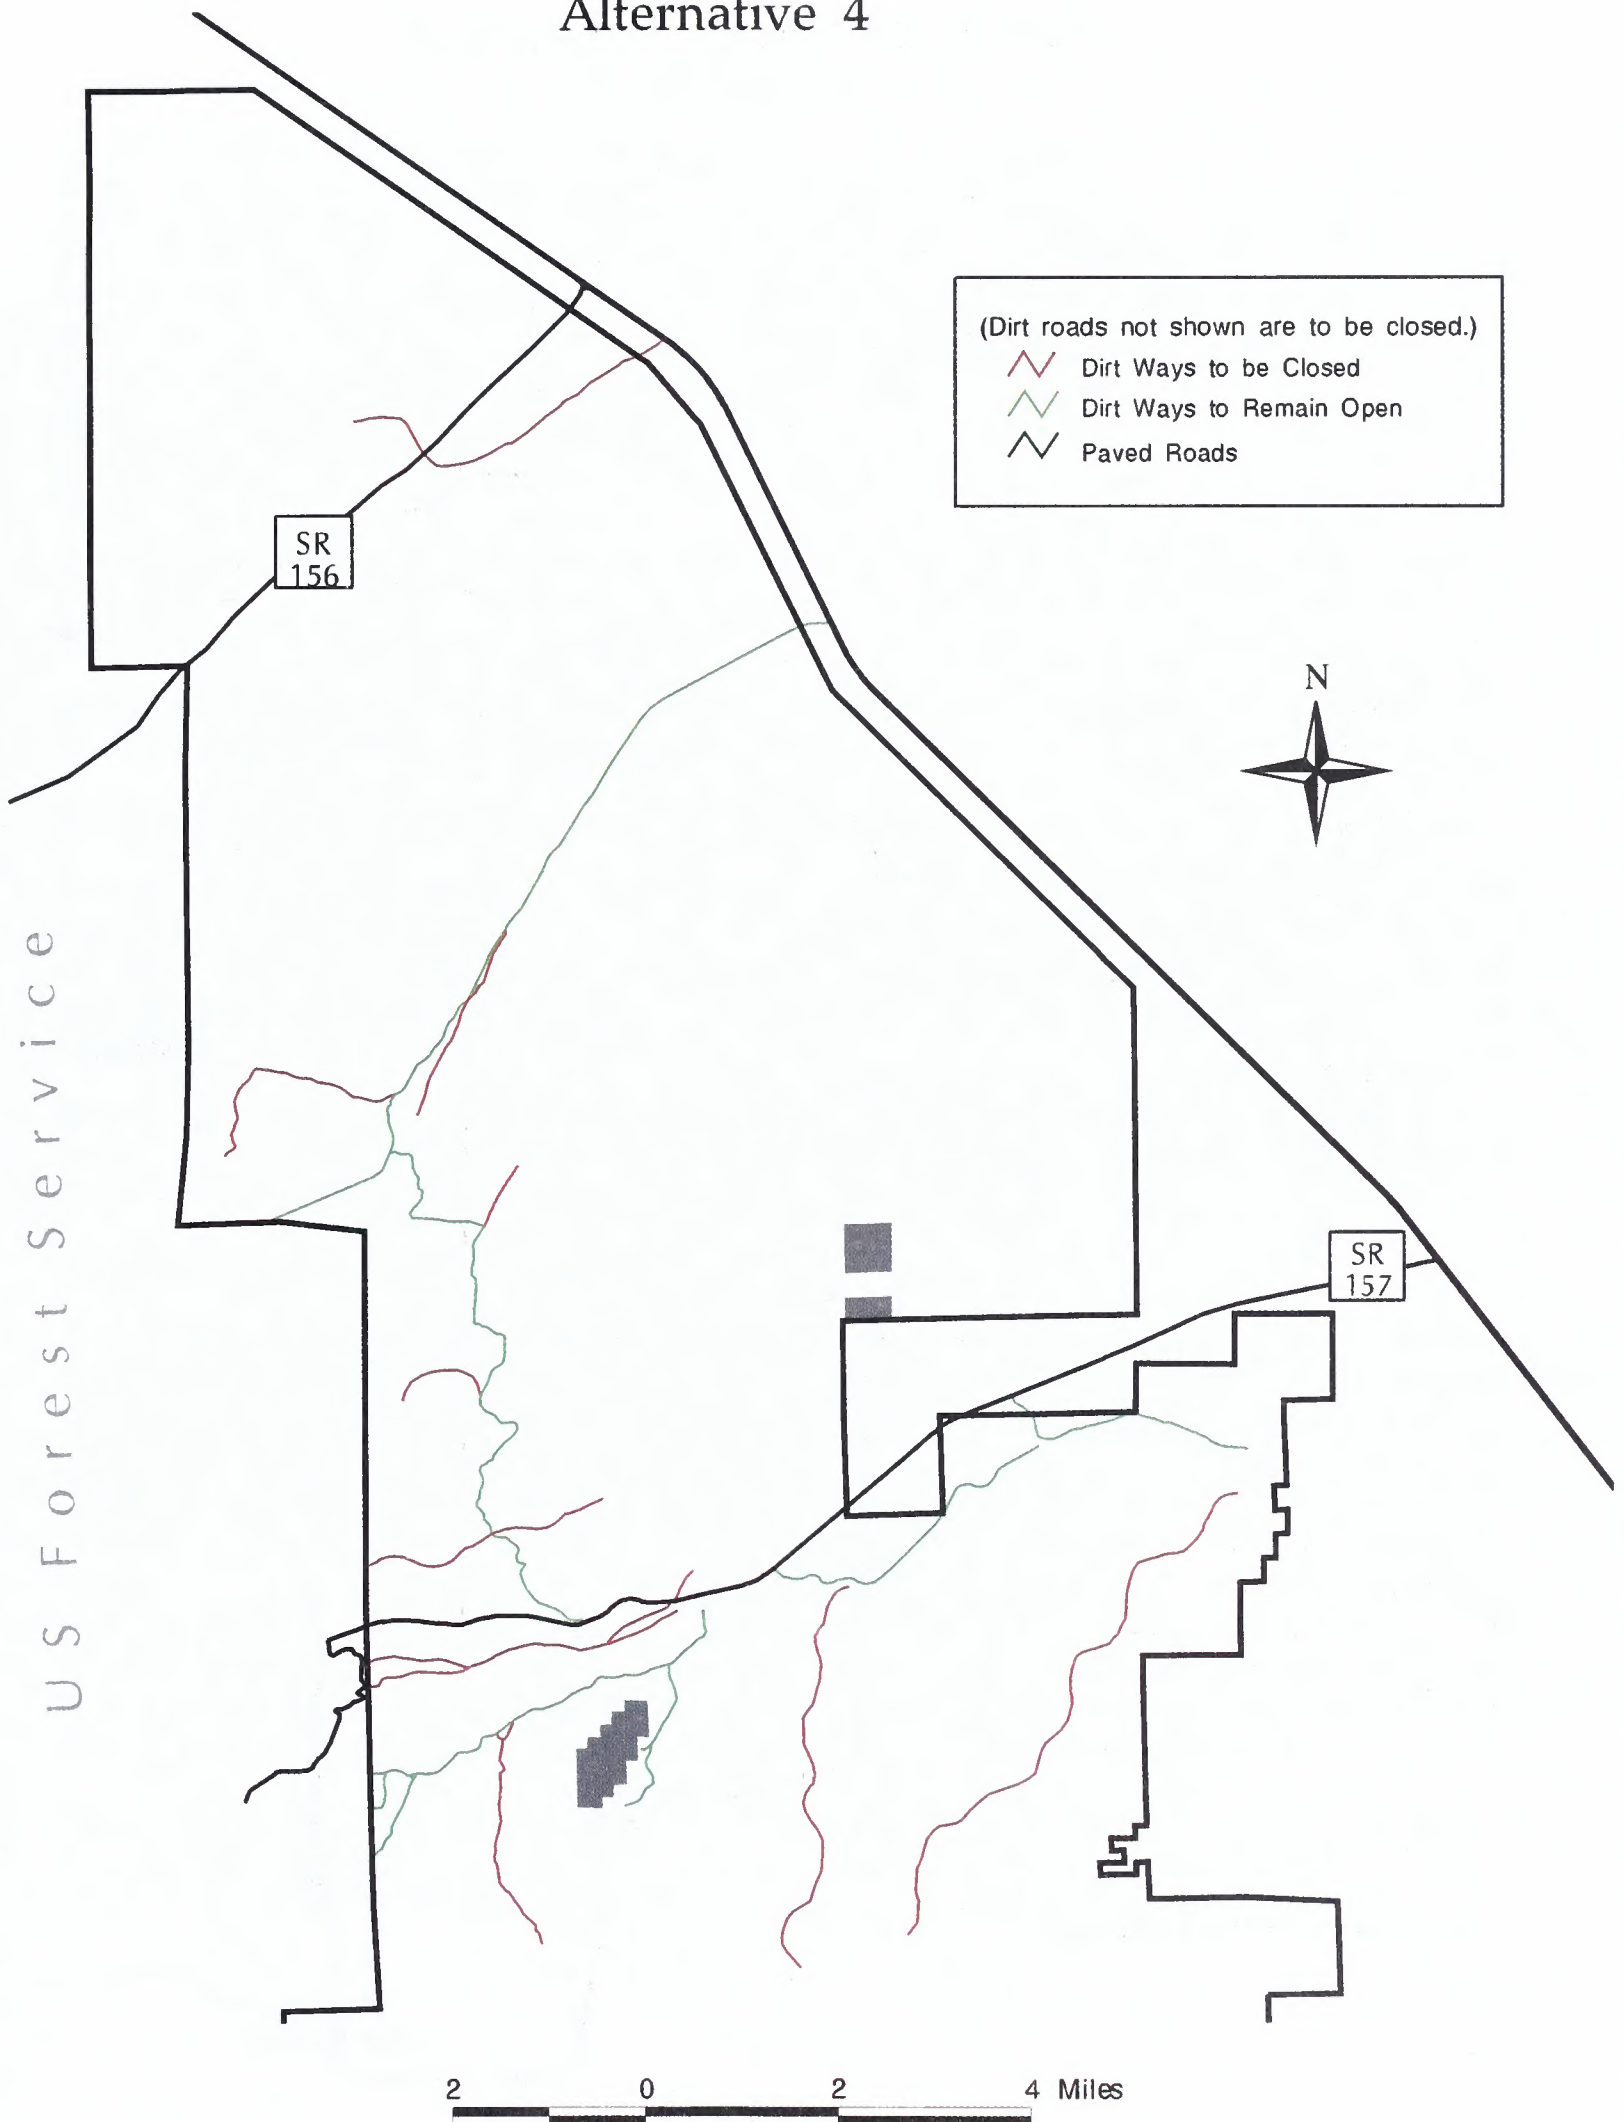 Alternative 4
(Dirt roads not shown are to be closed.)
Dirt Ways to be Closed
Dirt Ways to Remain Open
Paved Roads
SR
156
N
US Forest Service
SR
157
2 0 2 4 Miles